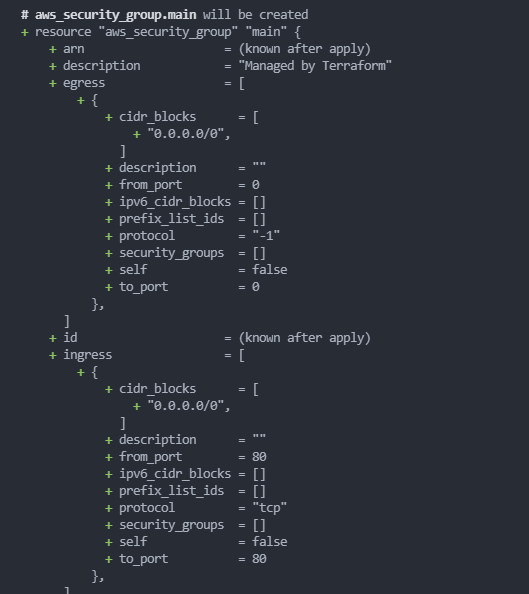 # aws_security_group.main will be created
+ resource "aws_security_group" "main" {
+ arn = (known after apply)
+ description = "Managed by Terraform"
+ egress = [
+ {
+ cidr_blocks = [
+ "0.0.0.0/0",
]
+ description = ""
+ from_port = 0
+ ipv6_cidr_blocks = []
+ prefix_list_ids = []
+ protocol = "-1"
+ security_groups = []
+ self = false
+ to_port = 0
},
]
+ id = (known after apply)
+ ingress = [
+ {
+ cidr_blocks = [
+ "0.0.0.0/0",
]
+ description = ""
+ from_port = 80
+ ipv6_cidr_blocks = []
+ prefix_list_ids = []
+ protocol = "tcp"
+ security_groups = []
+ self = false
+ to_port = 80
},
]